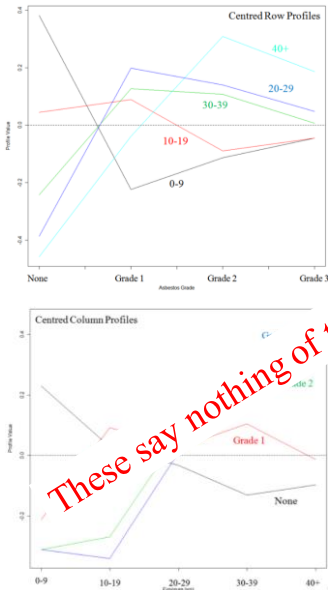 Centred Row Profiles
0.4
0.2
0.0
-0.2
-0.4
Profile Value
40+
20-29
30-39
10-19
0-9
None
Grade 1
Grade 2
Grade 3
Asbestos Grade
Centred Column Profiles
0.4
0.2
0.0
-0.2
Profile Value
2
Grade 1
None
These say nothing of
0-9
10-19
20-29
30-39
40+